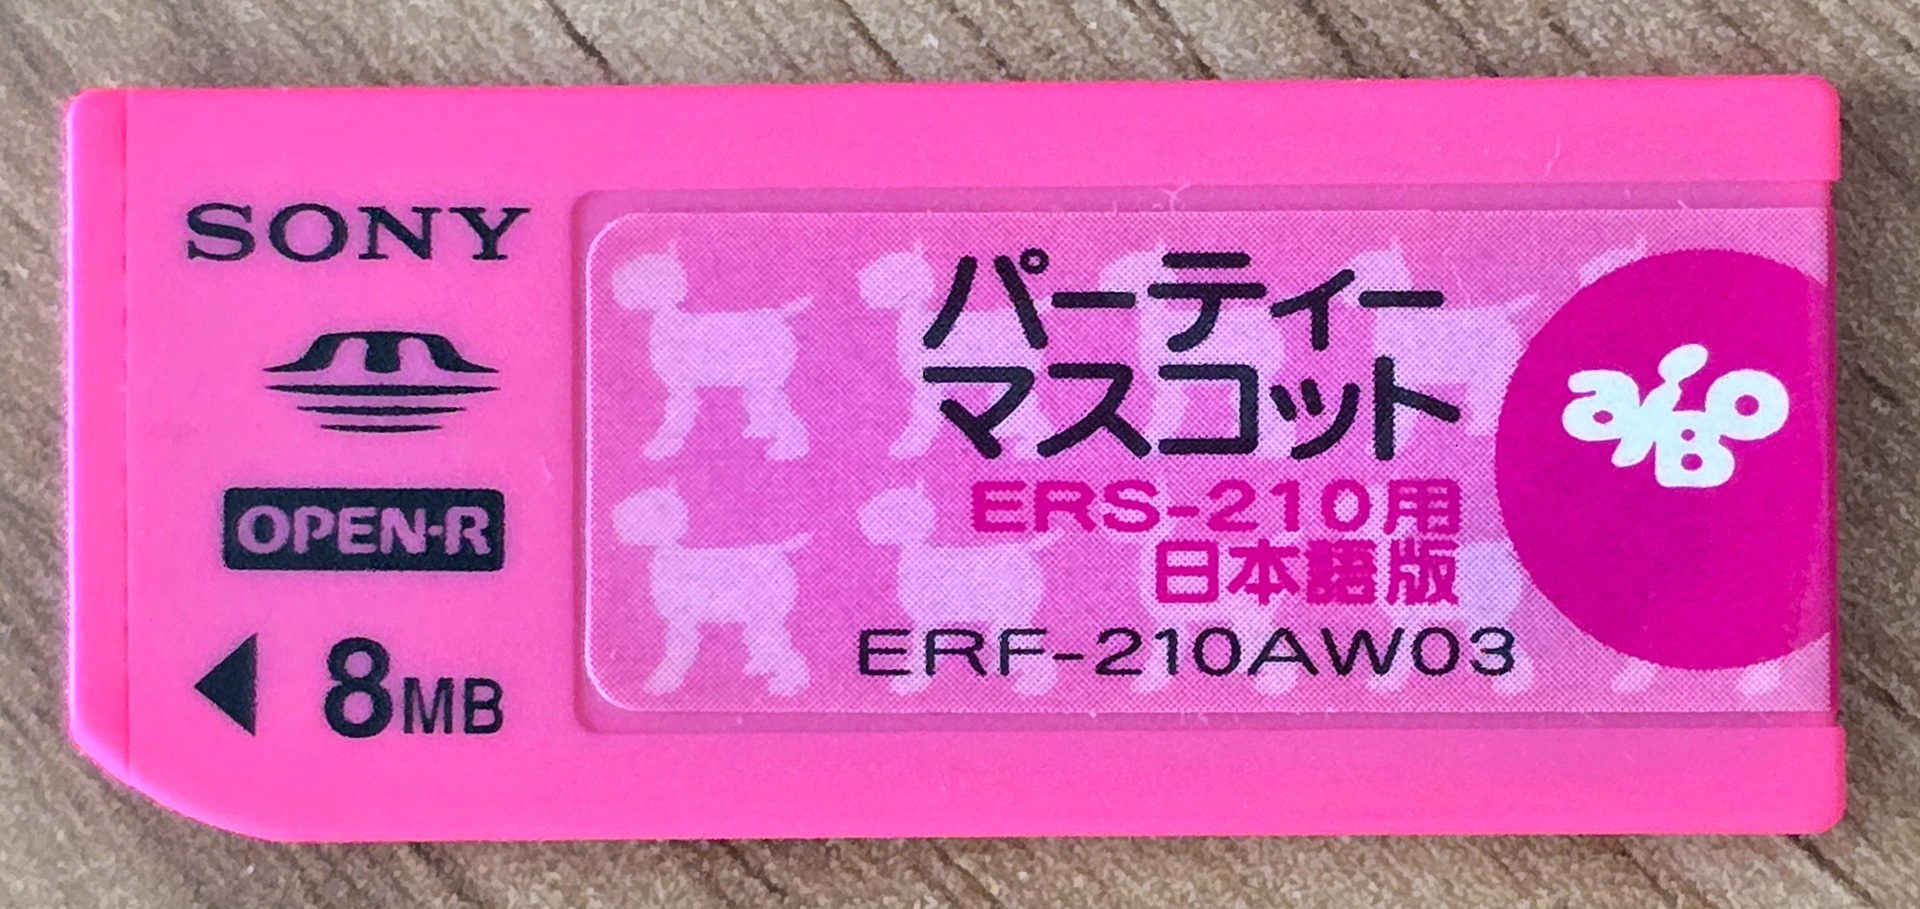 SONY
OPEN-R
8MB
パーティー
マスコット
ERS-210用
日本語版
ERF-210AW03
aiBo